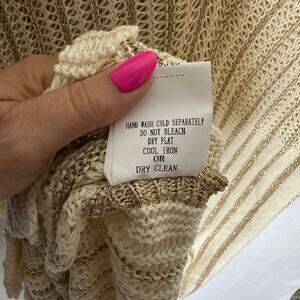 HAND WASH COLD SEPARATELY
DO NOT BLEACH
DRY FLAT
COOL IRON
OR
DRY CLEAN